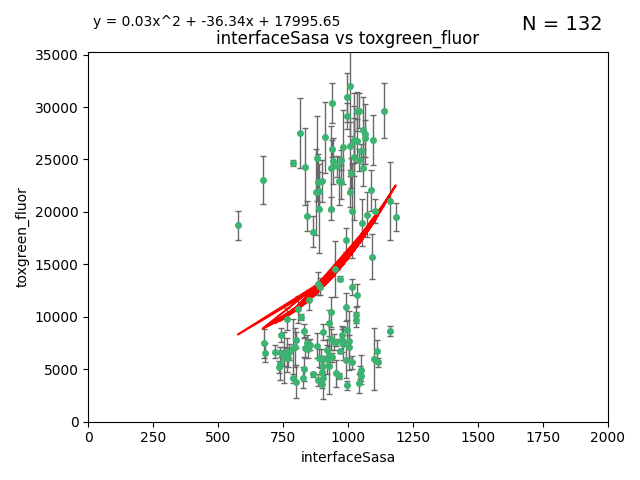 y = 0.03x^2 + -36.34x + 17995.65
N = 132
interfaceSasa vs toxgreen_fluor
35000
30000
25000
20000
15000
10000
5000
0
toxgreen_fluor
0 250 500 750 1000 1250 1500 1750 2000
interfaceSasa